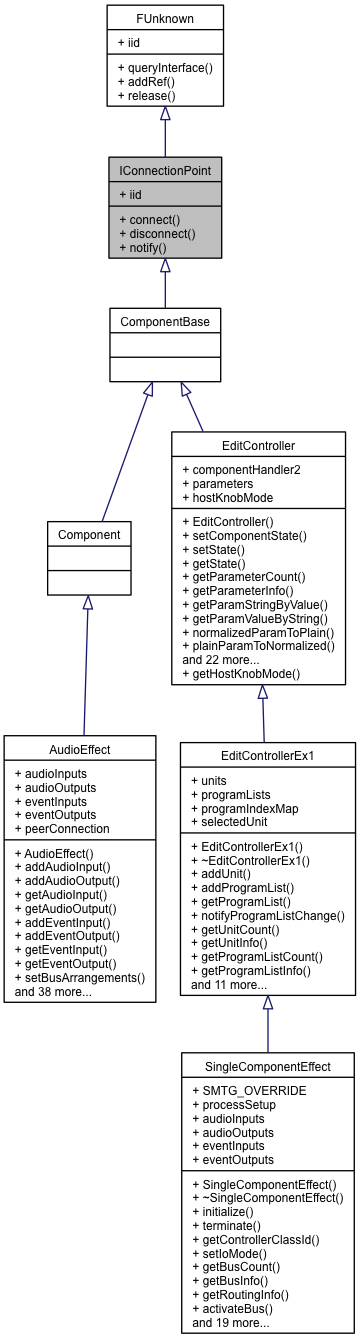 FUnknown
+ iid
+ queryInterface()
+ addRef()
+ release()
IConnectionPoint
+ iid
+ connect()
+ disconnect()
+ notify()
ComponentBase
EditController
+ componentHandler2
+ parameters
+ hostKnobMode
+ EditController()
+ setComponentState()
+ setState()
+ getState()
+ getParameterCount()
+ getParameterInfo()
+ getParamStringByValue()
+ getParamValueByString()
+ normalizedParamToPlain()
+ plainParamToNormalized()
and 22 more...
+ getHostKnobMode()
Component
AudioEffect
+ audioInputs
+ audioOutputs
+ eventInputs
+ eventOutputs
+ peerConnection
+ AudioEffect()
+ addAudioInput()
+ addAudioOutput()
+ getAudioInput()
+ getAudioOutput()
+ addEventInput()
+ addEventOutput()
+ getEventInput()
+ getEventOutput()
+ setBusArrangements()
and 38 more...
EditControllerEx1
+ units
+ programLists
+ programIndexMap
+ selectedUnit
+ EditControllerEx1()
+ ~EditControllerEx1()
+ addUnit()
+ addProgramList()
+ getProgramList()
+ notifyProgramListChange()
+ getUnitCount()
+ getUnitInfo()
+ getProgramListCount()
+ getProgramListInfo()
and 11 more...
SingleComponentEffect
+ SMTG_OVERRIDE
+ processSetup
+ audioInputs
+ audioOutputs
+ eventInputs
+ eventOutputs
+ SingleComponentEffect()
+ ~SingleComponentEffect()
+ initialize()
+ terminate()
+ getControllerClassId()
+ setIoMode()
+ getBusCount()
+ getBusInfo()
+ getRoutingInfo()
+ activateBus()
and 19 more...